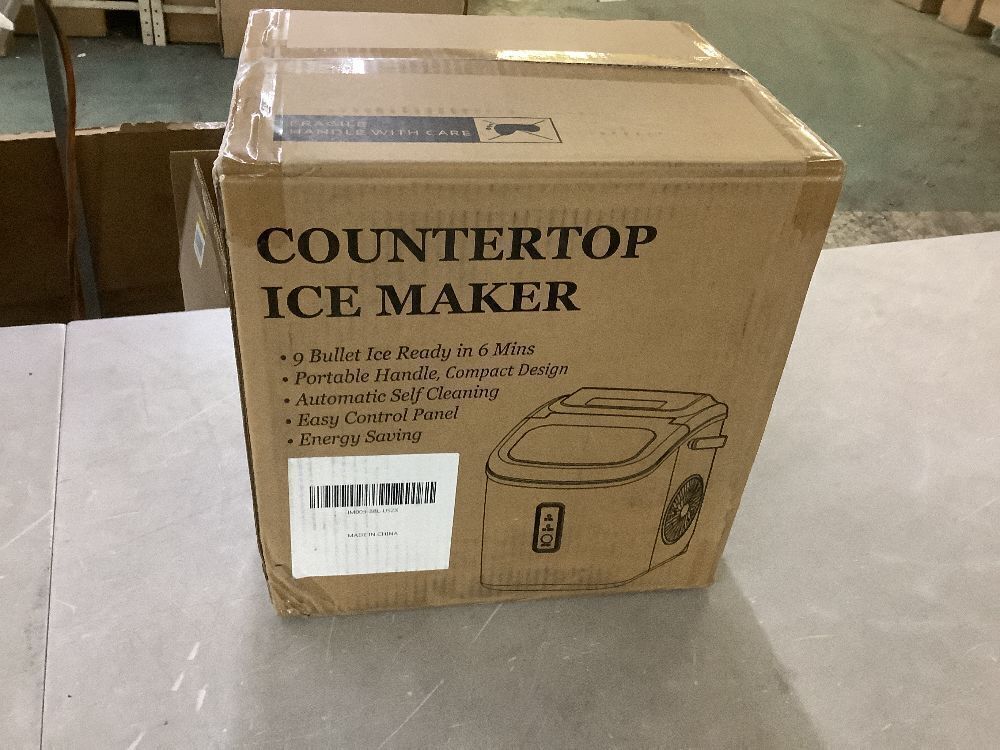 FRAGILE
HANDLE WITH CARE
COUNTERTOP
ICE MAKER
• 9 Bullet Ice Ready in 6 Mins
• Portable Handle, Compact Design
• Automatic Self Cleaning
• Easy Control Panel
• Energy Saving
MADE IN CHINA